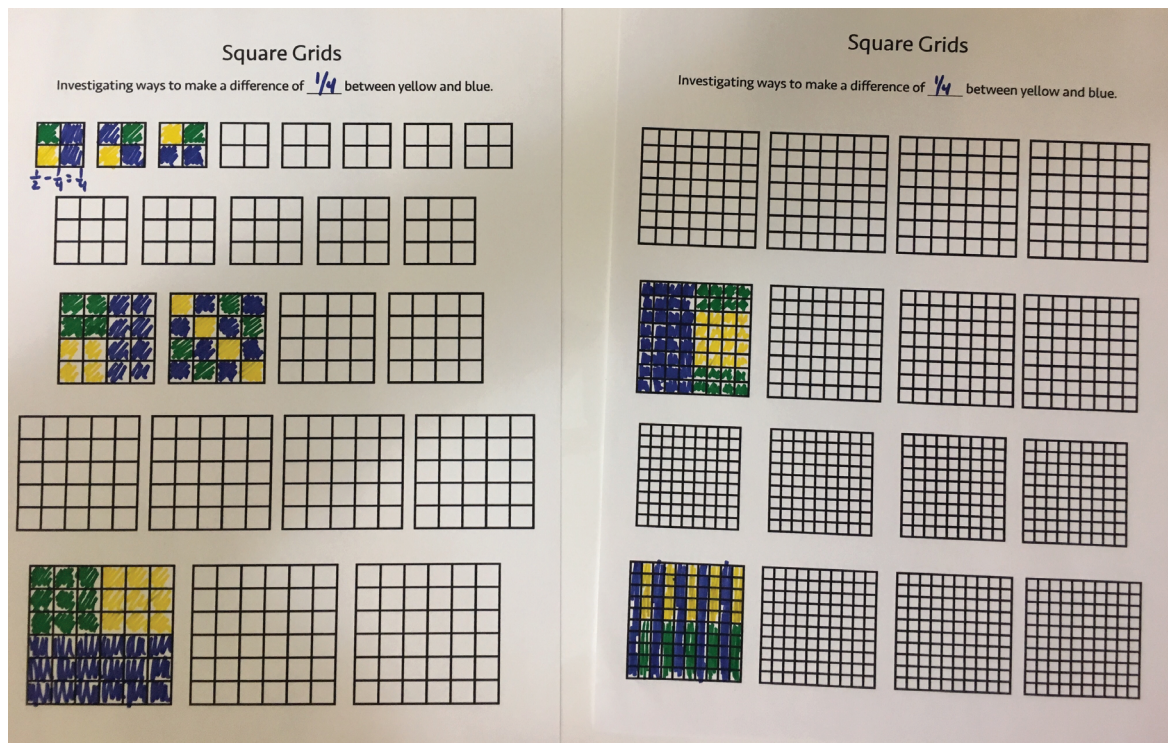 Square Grids
Investigating ways to make a difference of 1/4 between yellow and blue.
1/2 - 1/4 = 1/4
Square Grids
Investigating ways to make a difference of 1/4 between yellow and blue.